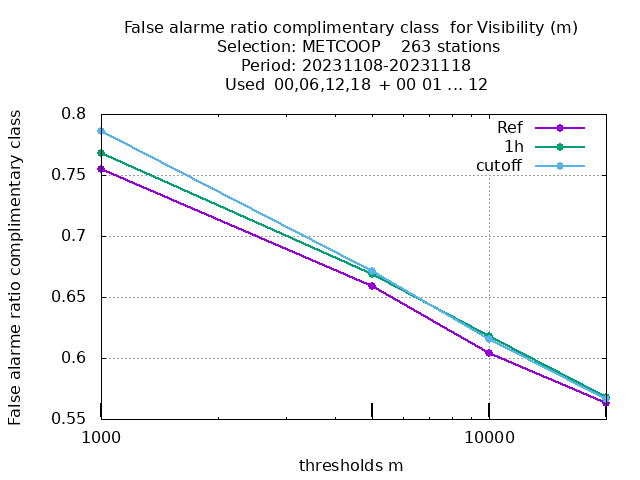 False alarme ratio complimentary class  for Visibility (m)
Selection: METCOOP    263 stations
Period: 20231108-20231118
Used  00,06,12,18  + 00 01 ... 12
False alarme ratio complimentary class
0.8
0.75
0.7
0.65
0.6
0.55
Ref
1h
cutoff
1000
10000
thresholds m